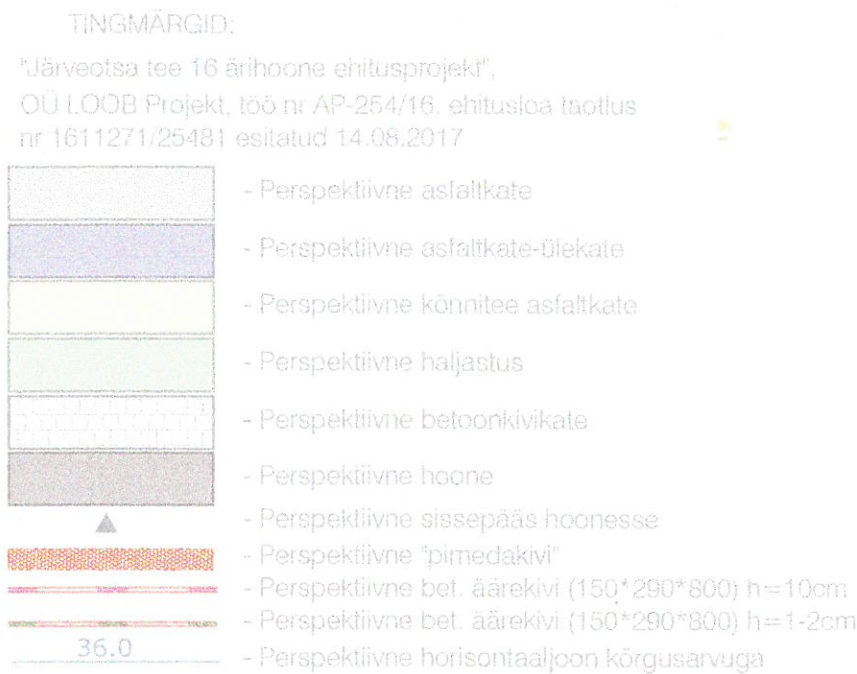 TINGMÄRGID:
"Järveotsa tee 16 ärihoone ehitusprojekt",
OÜ LOOB Projekt, töö nr AP-254/16, ehitusloa taotlus
nr 1611271/25481 esitatud 14.08.2017
- Perspektiivne asfaltkate
- Perspektiivne asfaltkate-ülekate
- Perspektiivne kõnnitee asfaltkate
- Perspektiivne haljastus
- Perspektiivne betoonkivikate
- Perspektiivne hoone
- Perspektiivne sissepääs hoonesse
- Perspektiivne "pimedakivi"
- Perspektiivne bet. äärekivi (150*290*800) h=10cm
- Perspektiivne bet. äärekivi (150*290*800) h=1-2cm
36.0 - Perspektiivne horisontaaljoon kõrgusarvuga